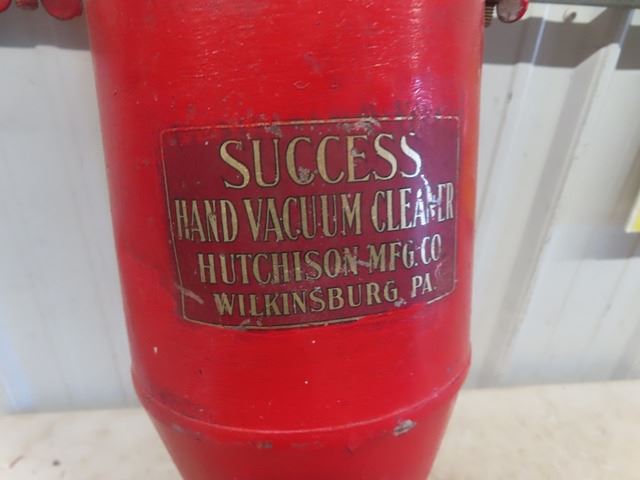 SUCCESS
HAND VACUUM CLEANER
HUTCHISON MFG. CO
WILKINSBURG, PA.